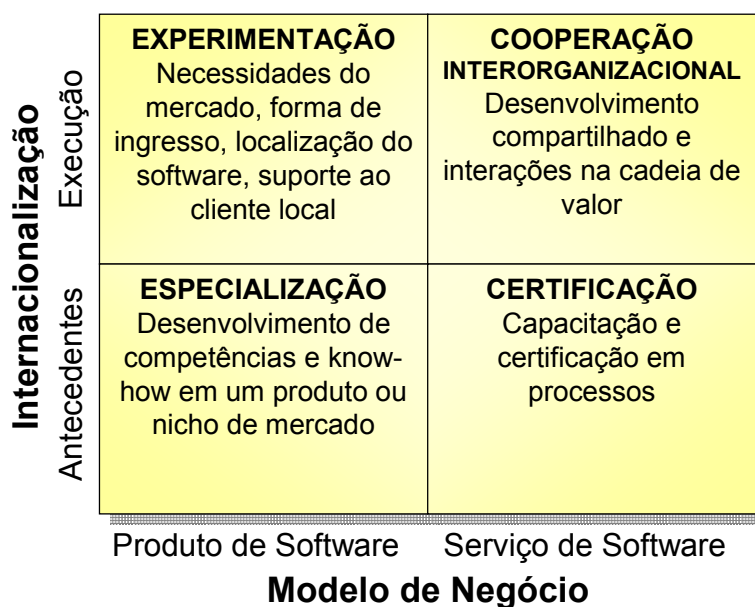 Internacionalização
Execução
Antecedentes
EXPERIMENTAÇÃO
Necessidades do
mercado, forma de
ingresso, localização do
software, suporte ao
cliente local
COOPERAÇÃO
INTERORGANIZACIONAL
Desenvolvimento
compartilhado e
interações na cadeia de
valor
ESPECIALIZAÇÃO
Desenvolvimento de
competências e know-
how em um produto ou
nicho de mercado
CERTIFICAÇÃO
Capacitação e
certificação em
processos
Produto de Software
Serviço de Software
Modelo de Negócio